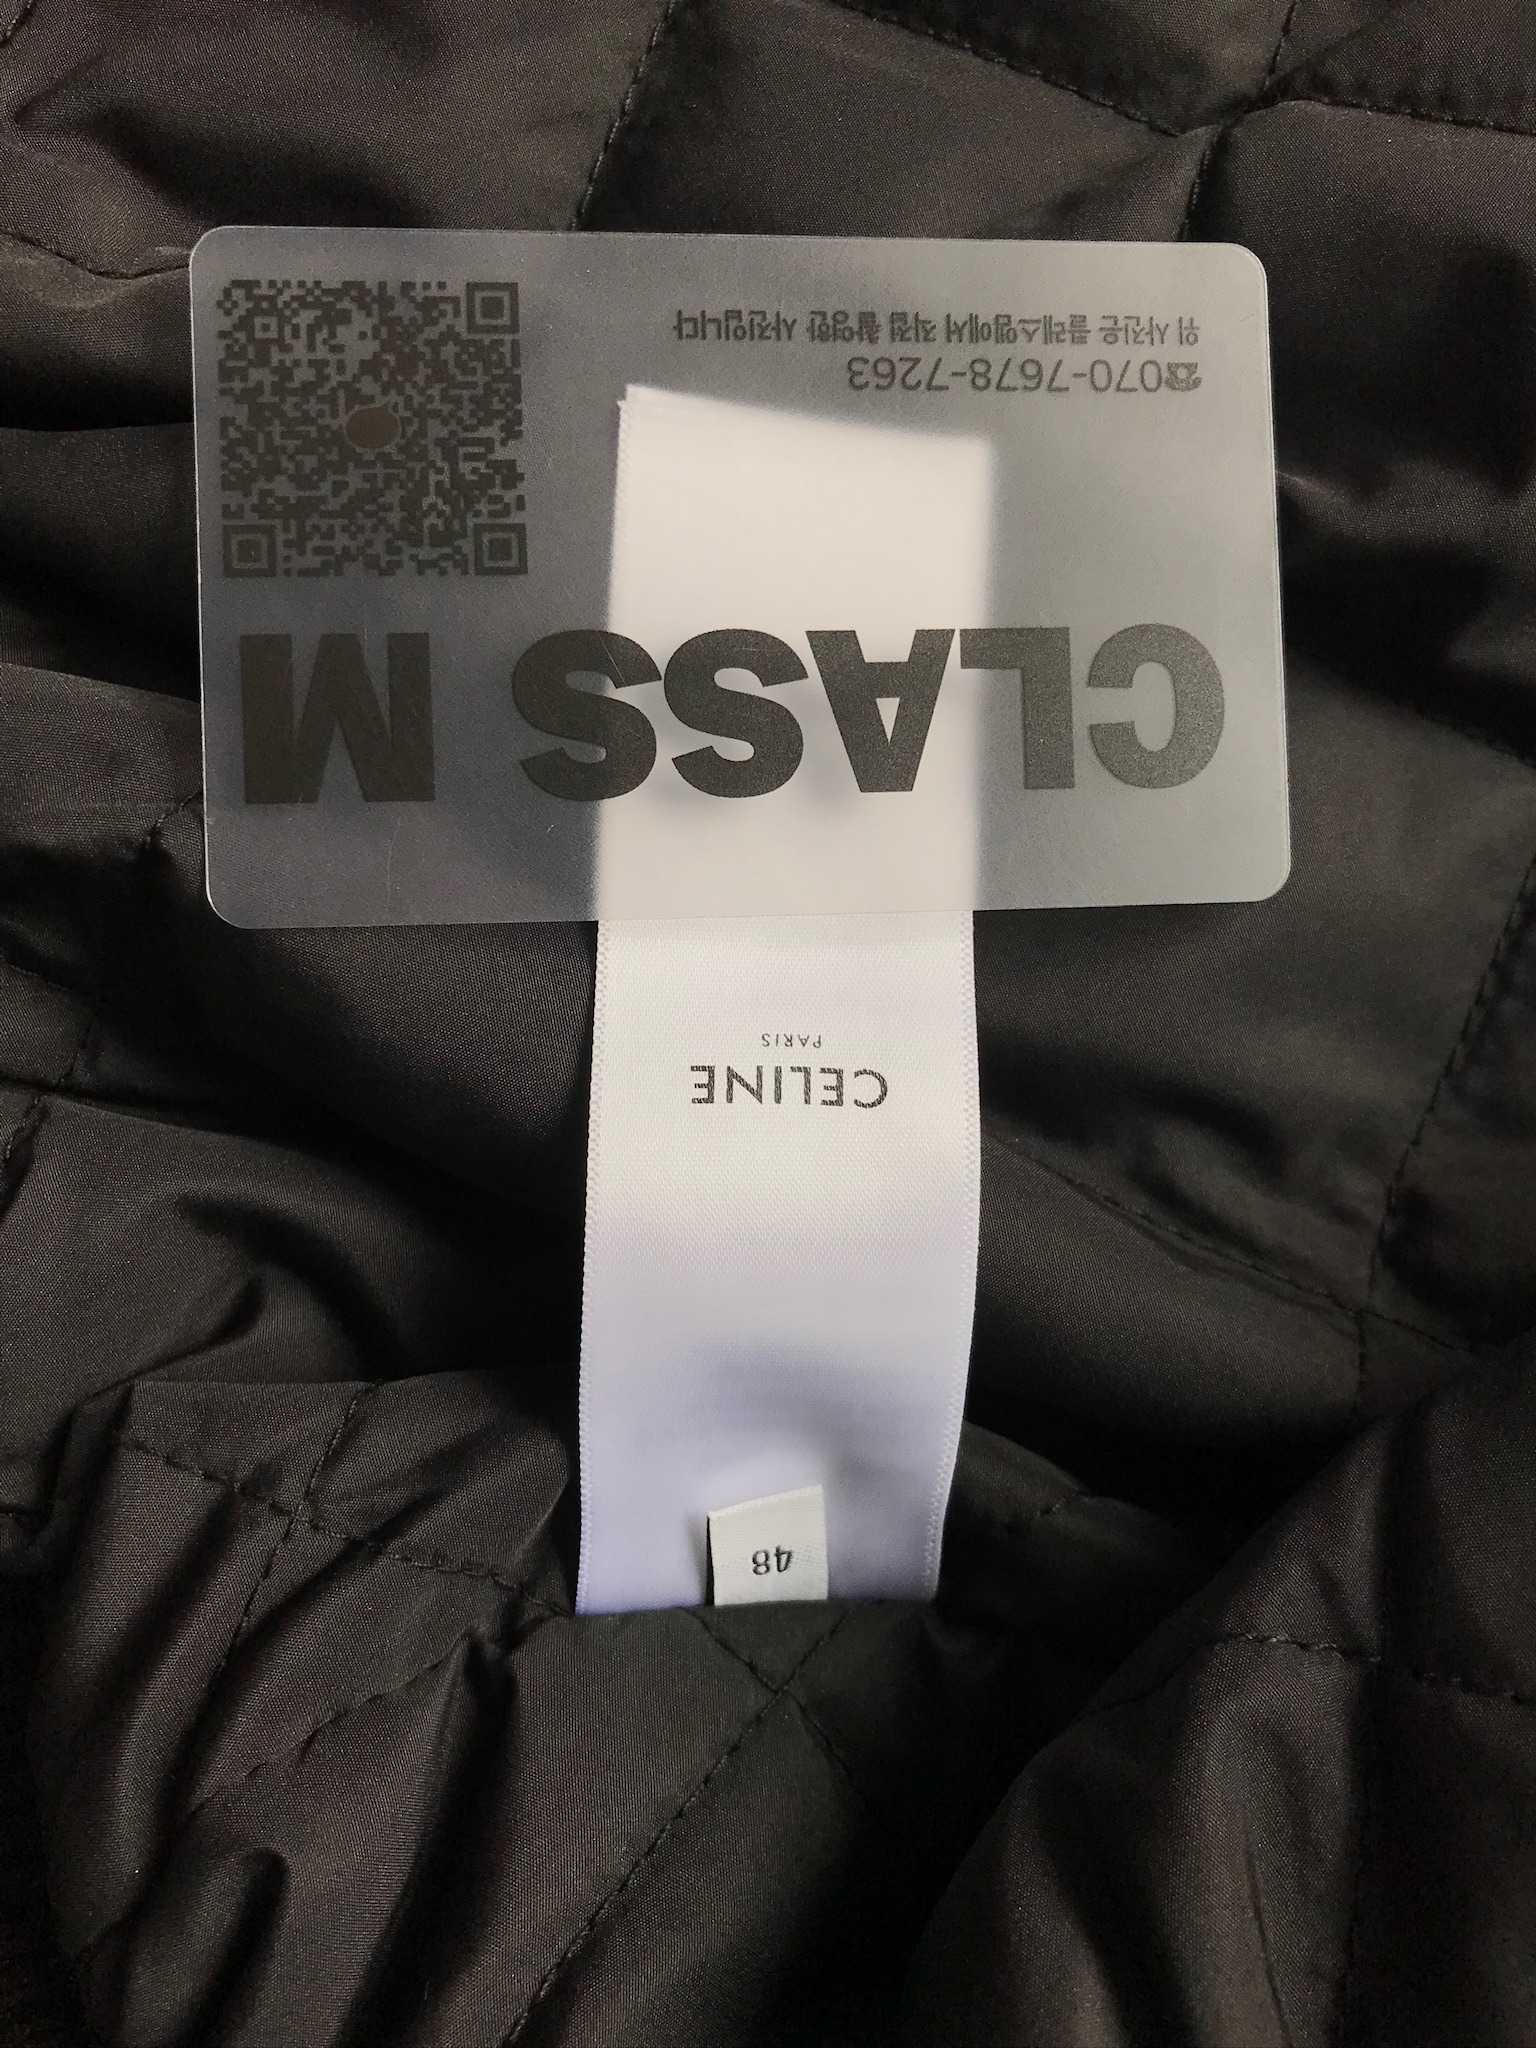 CLASS M
☎070-7678-7263
위 사진은 클래스엠에서 직접 촬영한 사진입니다
48
CELINE
PARIS